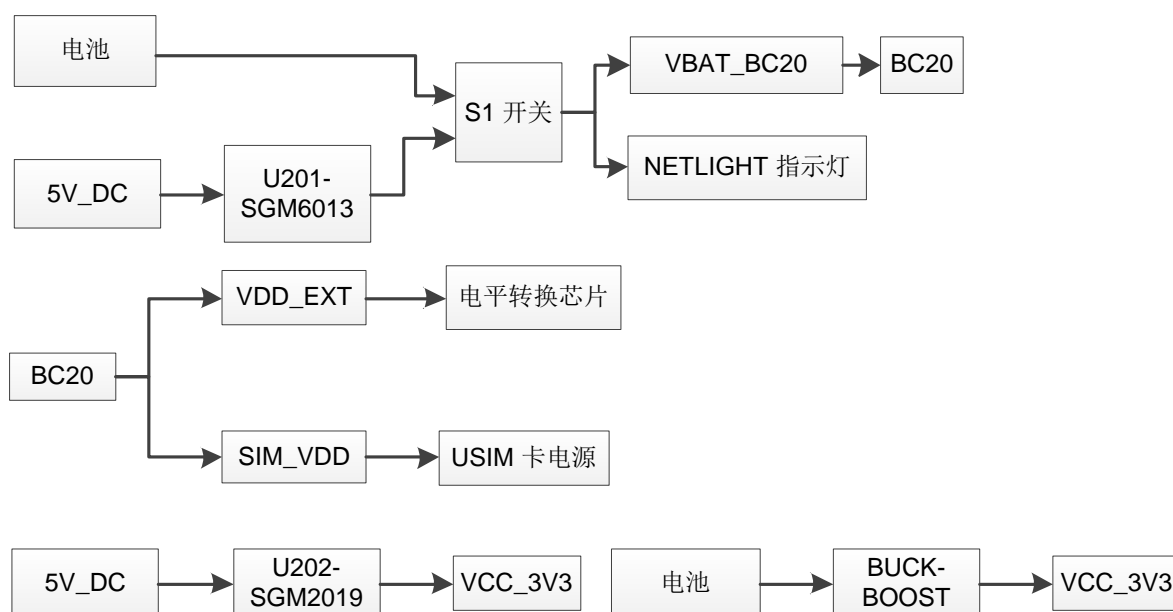 电池
5V_DC
U201-
SGM6013
S1 开关
VBAT_BC20
BC20
NETLIGHT 指示灯
BC20
VDD_EXT
电平转换芯片
SIM_VDD
USIM 卡电源
5V_DC
U202-
SGM2019
VCC_3V3
电池
BUCK-
BOOST
VCC_3V3